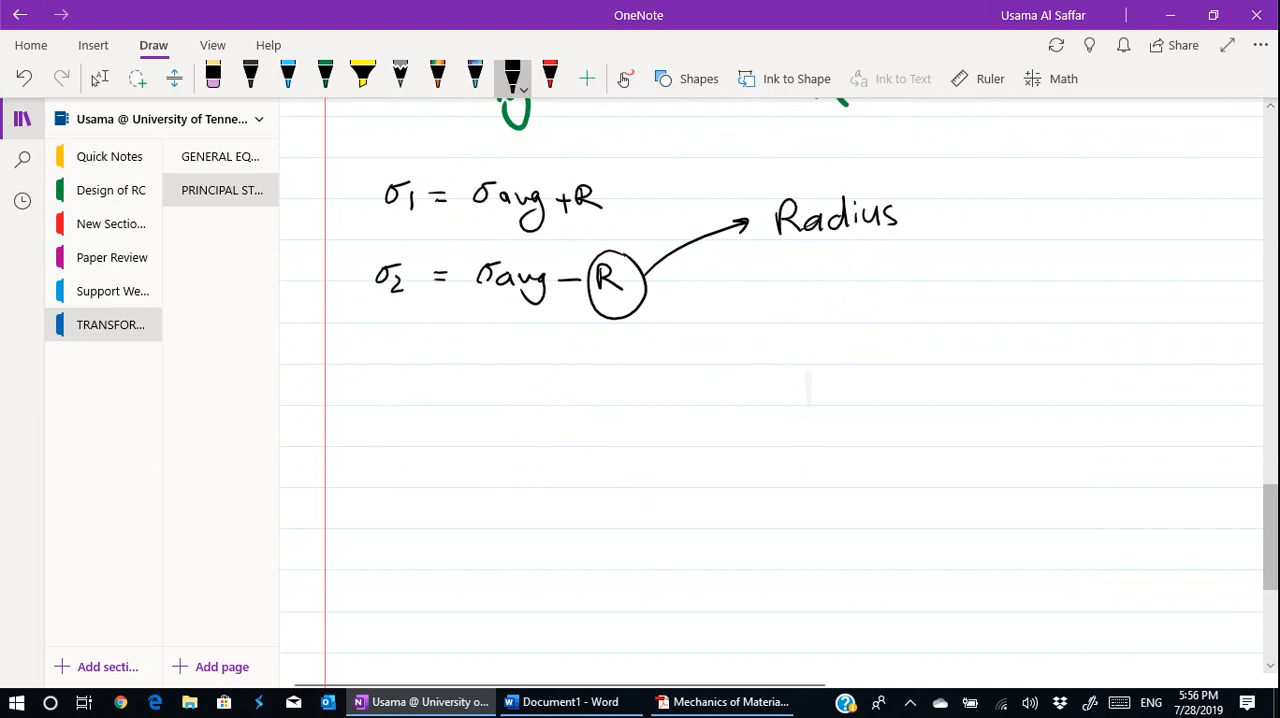 OneNote
Usama Al Saffar
Home Insert Draw View Help
Share
Shapes Ink to Shape Ink to Text Ruler Math
Usama @ University of Tenne...
Quick Notes
Design of RC
New Sectio...
Paper Review
Support We...
TRANSFOR...
GENERAL EQ...
PRINCIPAL ST...
σ1 = σavg + R
Radius
σ2 = σavg − R
Add secti...
Add page
Usama @ University o...
Document1 - Word
Mechanics of Materia...
ENG
5:56 PM
7/28/2019